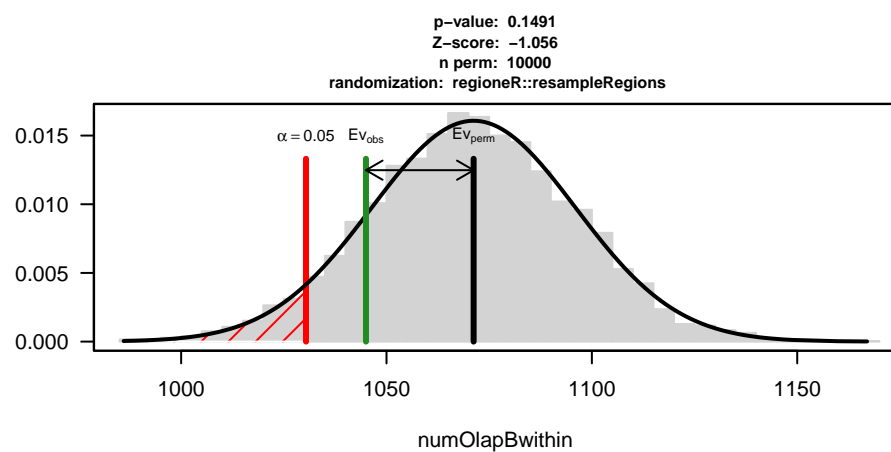 p−value: 0.1491
Z−score: −1.056
n perm: 10000
randomization: regioneR::resampleRegions
α = 0.05 Evobs Evperm
0.015
0.010
0.005
0.000
1000 1050 1100 1150
numOlapBwithin